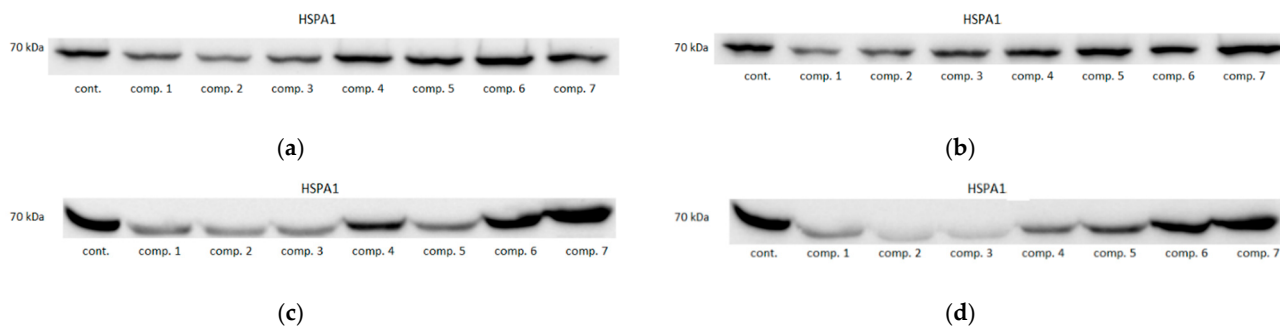 HSPA1
70 kDa
cont. comp. 1 comp. 2 comp. 3 comp. 4 comp. 5 comp. 6 comp. 7
(a)
HSPA1
70 kDa
cont. comp. 1 comp. 2 comp. 3 comp. 4 comp. 5 comp. 6 comp. 7
(b)
HSPA1
70 kDa
cont. comp. 1 comp. 2 comp. 3 comp. 4 comp. 5 comp. 6 comp. 7
(c)
HSPA1
70 kDa
cont. comp. 1 comp. 2 comp. 3 comp. 4 comp. 5 comp. 6 comp. 7
(d)